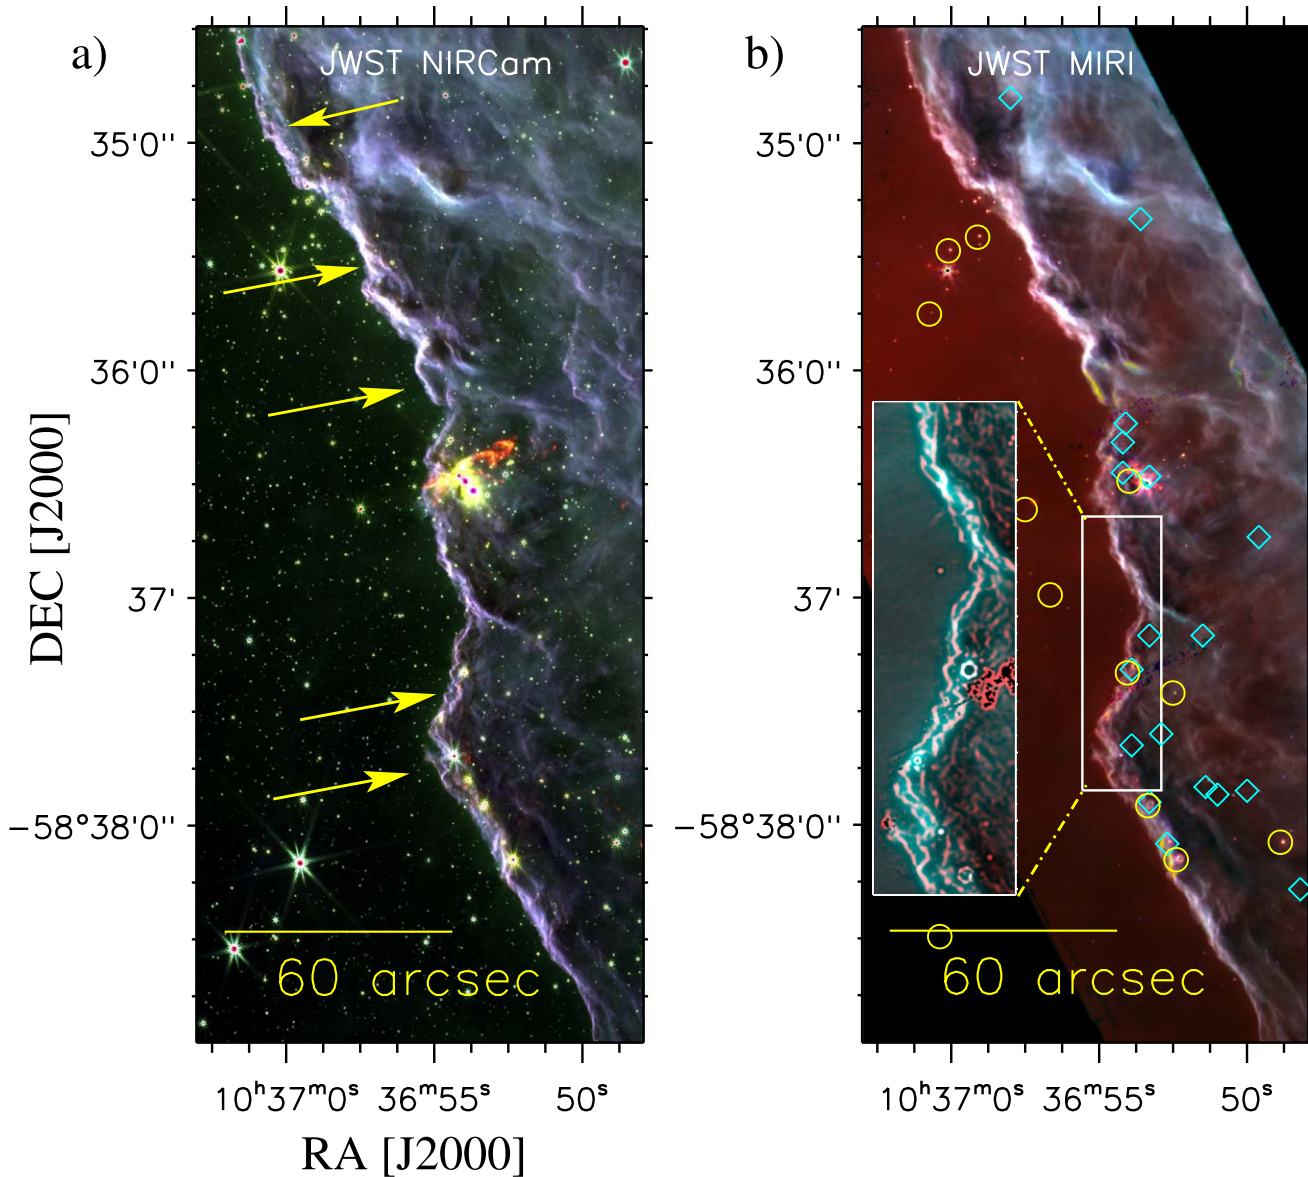 a)
JWST NIRCam
b)
JWST MIRI
35'0''
36'0''
37'
−58°38'0''
DEC [J2000]
60 arcsec
10ʰ37ᵐ0ˢ 36ᵐ55ˢ 50ˢ
RA [J2000]
35'0''
36'0''
37'
−58°38'0''
60 arcsec
10ʰ37ᵐ0ˢ 36ᵐ55ˢ 50ˢ